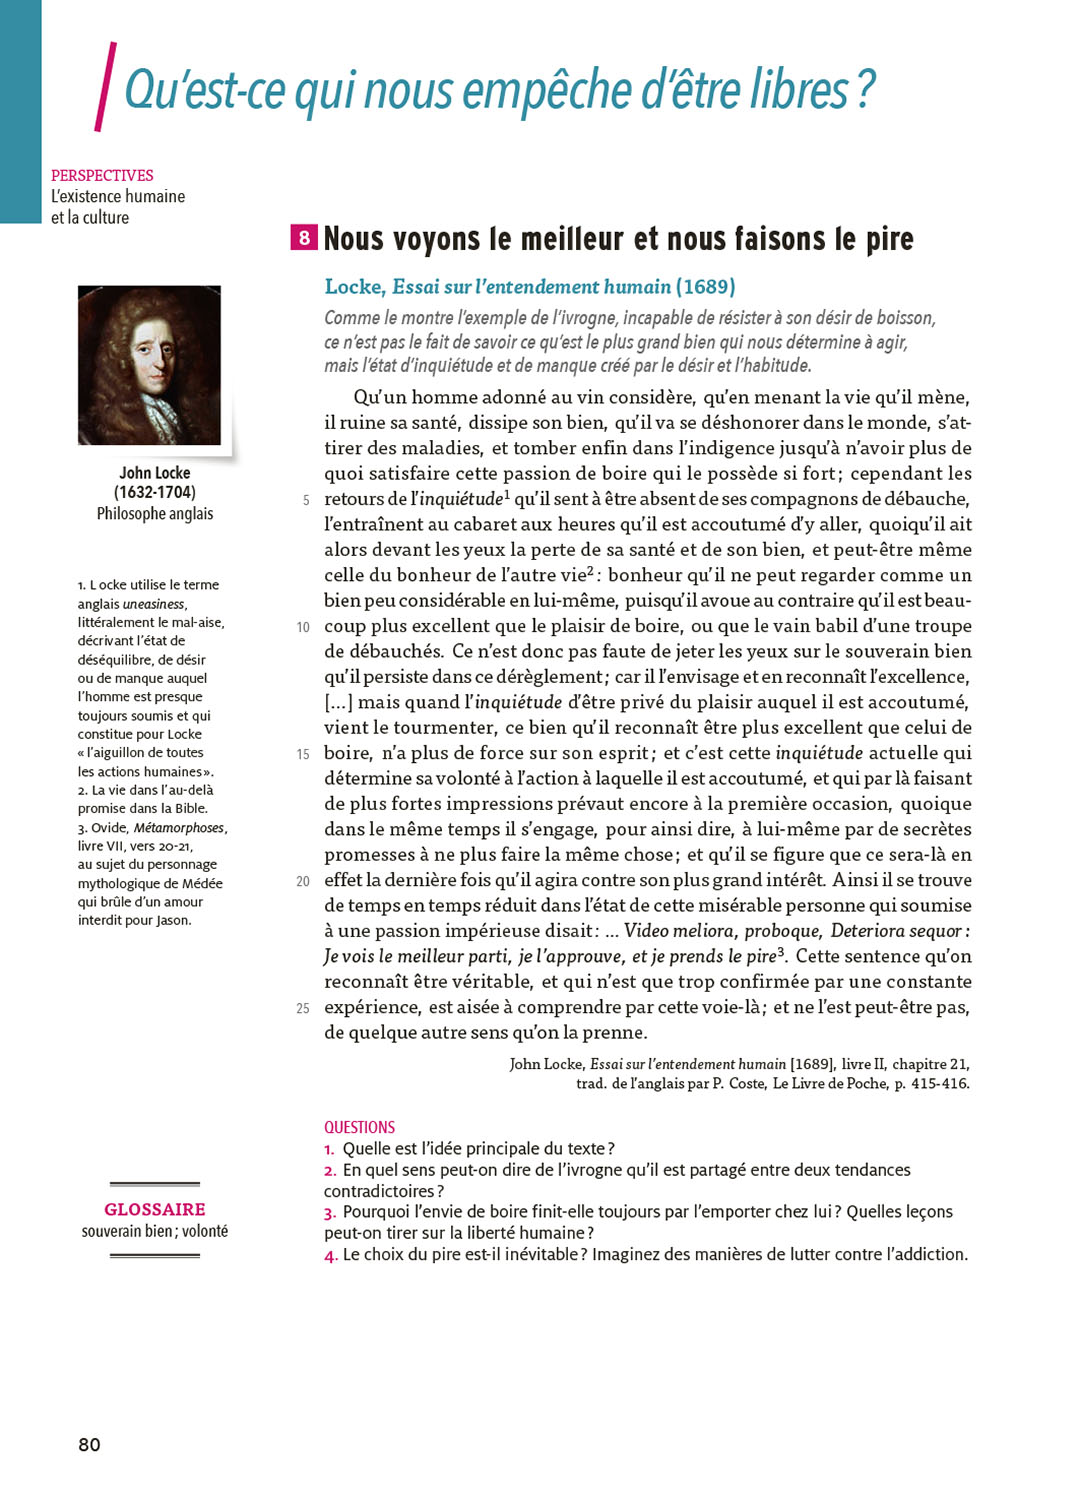 Qu'est-ce qui nous empêche d'être libres ?
PERSPECTIVES
L'existence humaine
et la culture
8 Nous voyons le meilleur et nous faisons le pire
Locke, Essai sur l'entendement humain (1689)
Comme le montre l'exemple de l'ivrogne, incapable de résister à son désir de boisson,
ce n'est pas le fait de savoir ce qu'est le plus grand bien qui nous détermine à agir,
mais l'état d'inquiétude et de manque créé par le désir et l'habitude.
John Locke
(1632-1704)
Philosophe anglais
Qu'un homme adonné au vin considère, qu'en menant la vie qu'il mène,
il ruine sa santé, dissipe son bien, qu'il va se déshonorer dans le monde, s'at-
tirer des maladies, et tomber enfin dans l'indigence jusqu'à n'avoir plus de
quoi satisfaire cette passion de boire qui le possède si fort ; cependant les
5 retours de l'inquiétude¹ qu'il sent à être absent de ses compagnons de débauche,
l'entraînent au cabaret aux heures qu'il est accoutumé d'y aller, quoiqu'il ait
alors devant les yeux la perte de sa santé et de son bien, et peut-être même
celle du bonheur de l'autre vie² : bonheur qu'il ne peut regarder comme un
bien peu considérable en lui-même, puisqu'il avoue au contraire qu'il est beau-
10 coup plus excellent que le plaisir de boire, ou que le vain babil d'une troupe
de débauchés. Ce n'est donc pas faute de jeter les yeux sur le souverain bien
qu'il persiste dans ce dérèglement ; car il l'envisage et en reconnaît l'excellence,
[...] mais quand l'inquiétude d'être privé du plaisir auquel il est accoutumé,
vient le tourmenter, ce bien qu'il reconnaît être plus excellent que celui de
15 boire, n'a plus de force sur son esprit ; et c'est cette inquiétude actuelle qui
détermine sa volonté à l'action à laquelle il est accoutumé, et qui par là faisant
de plus fortes impressions prévaut encore à la première occasion, quoique
dans le même temps il s'engage, pour ainsi dire, à lui-même par de secrètes
promesses à ne plus faire la même chose ; et qu'il se figure que ce sera-là en
20 effet la dernière fois qu'il agira contre son plus grand intérêt. Ainsi il se trouve
de temps en temps réduit dans l'état de cette misérable personne qui soumise
à une passion impérieuse disait : ... Video meliora, proboque, Deteriora sequor :
Je vois le meilleur parti, je l'approuve, et je prends le pire³. Cette sentence qu'on
reconnaît être véritable, et qui n'est que trop confirmée par une constante
25 expérience, est aisée à comprendre par cette voie-là ; et ne l'est peut-être pas,
de quelque autre sens qu'on la prenne.
John Locke, Essai sur l'entendement humain [1689], livre II, chapitre 21,
trad. de l'anglais par P. Coste, Le Livre de Poche, p. 415-416.
1. L ocke utilise le terme
anglais uneasiness,
littéralement le mal-aise,
décrivant l'état de
déséquilibre, de désir
ou de manque auquel
l'homme est presque
toujours soumis et qui
constitue pour Locke
« l'aiguillon de toutes
les actions humaines ».
2. La vie dans l'au-delà
promise dans la Bible.
3. Ovide, Métamorphoses,
livre VII, vers 20-21,
au sujet du personnage
mythologique de Médée
qui brûle d'un amour
interdit pour Jason.
QUESTIONS
1. Quelle est l'idée principale du texte ?
2. En quel sens peut-on dire de l'ivrogne qu'il est partagé entre deux tendances
contradictoires ?
3. Pourquoi l'envie de boire finit-elle toujours par l'emporter chez lui ? Quelles leçons
peut-on tirer sur la liberté humaine ?
4. Le choix du pire est-il inévitable ? Imaginez des manières de lutter contre l'addiction.
GLOSSAIRE
souverain bien ; volonté
80